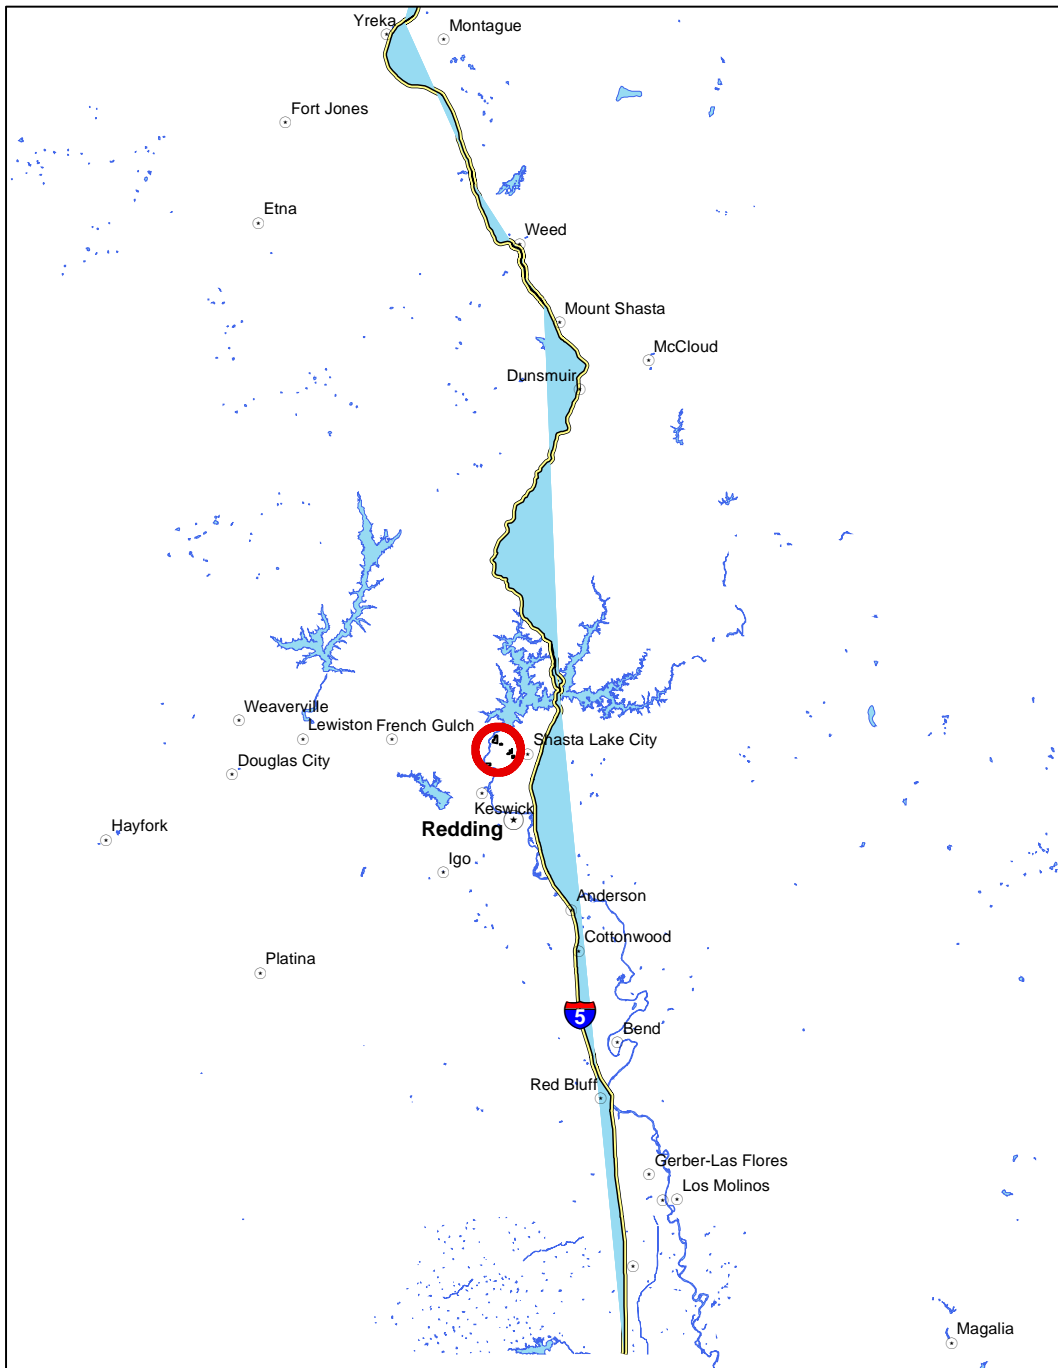 Yreka
Montague
Fort Jones
Etna
Weed
Mount Shasta
McCloud
Dunsmuir
Weaverville
Lewiston
French Gulch
Shasta Lake City
Douglas City
Keswick
Hayfork
Redding
Igo
Anderson
Cottonwood
Platina
5
Bend
Red Bluff
Gerber-Las Flores
Los Molinos
Magalia